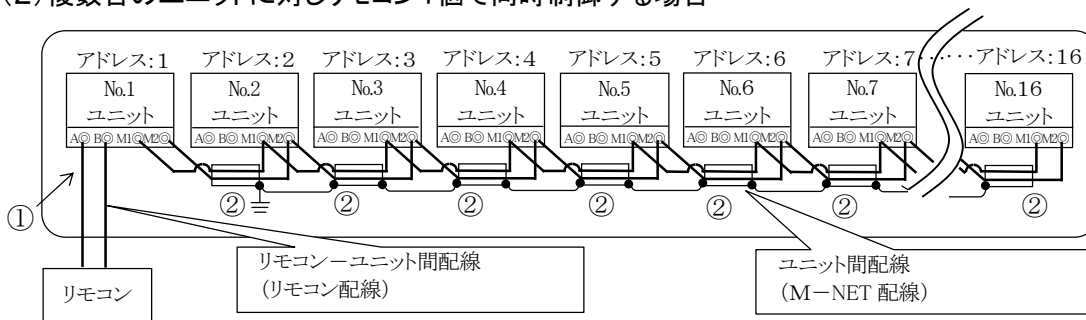 (2)複数台のユニットに対しリモコン1個で同時制御する場合
アドレス:1 アドレス:2 アドレス:3 アドレス:4 アドレス:5 アドレス:6 アドレス:7 ‥‥‥アドレス:16
No.1 No.2 No.3 No.4 No.5 No.6 No.7 No.16
ユニット ユニット ユニット ユニット ユニット ユニット ユニット ユニット
A◎ B◎ M1◎M2◎ A◎ B◎ M1◎M2◎ A◎ B◎ M1◎M2◎ A◎ B◎ M1◎M2◎ A◎ B◎ M1◎M2◎ A◎ B◎ M1◎M2◎ A◎ B◎ M1◎M2◎ A◎ B◎ M1◎M2◎
① ② ② ② ② ② ② ②
リモコン
リモコン-ユニット間配線
(リモコン配線)
ユニット間配線
(M-NET 配線)